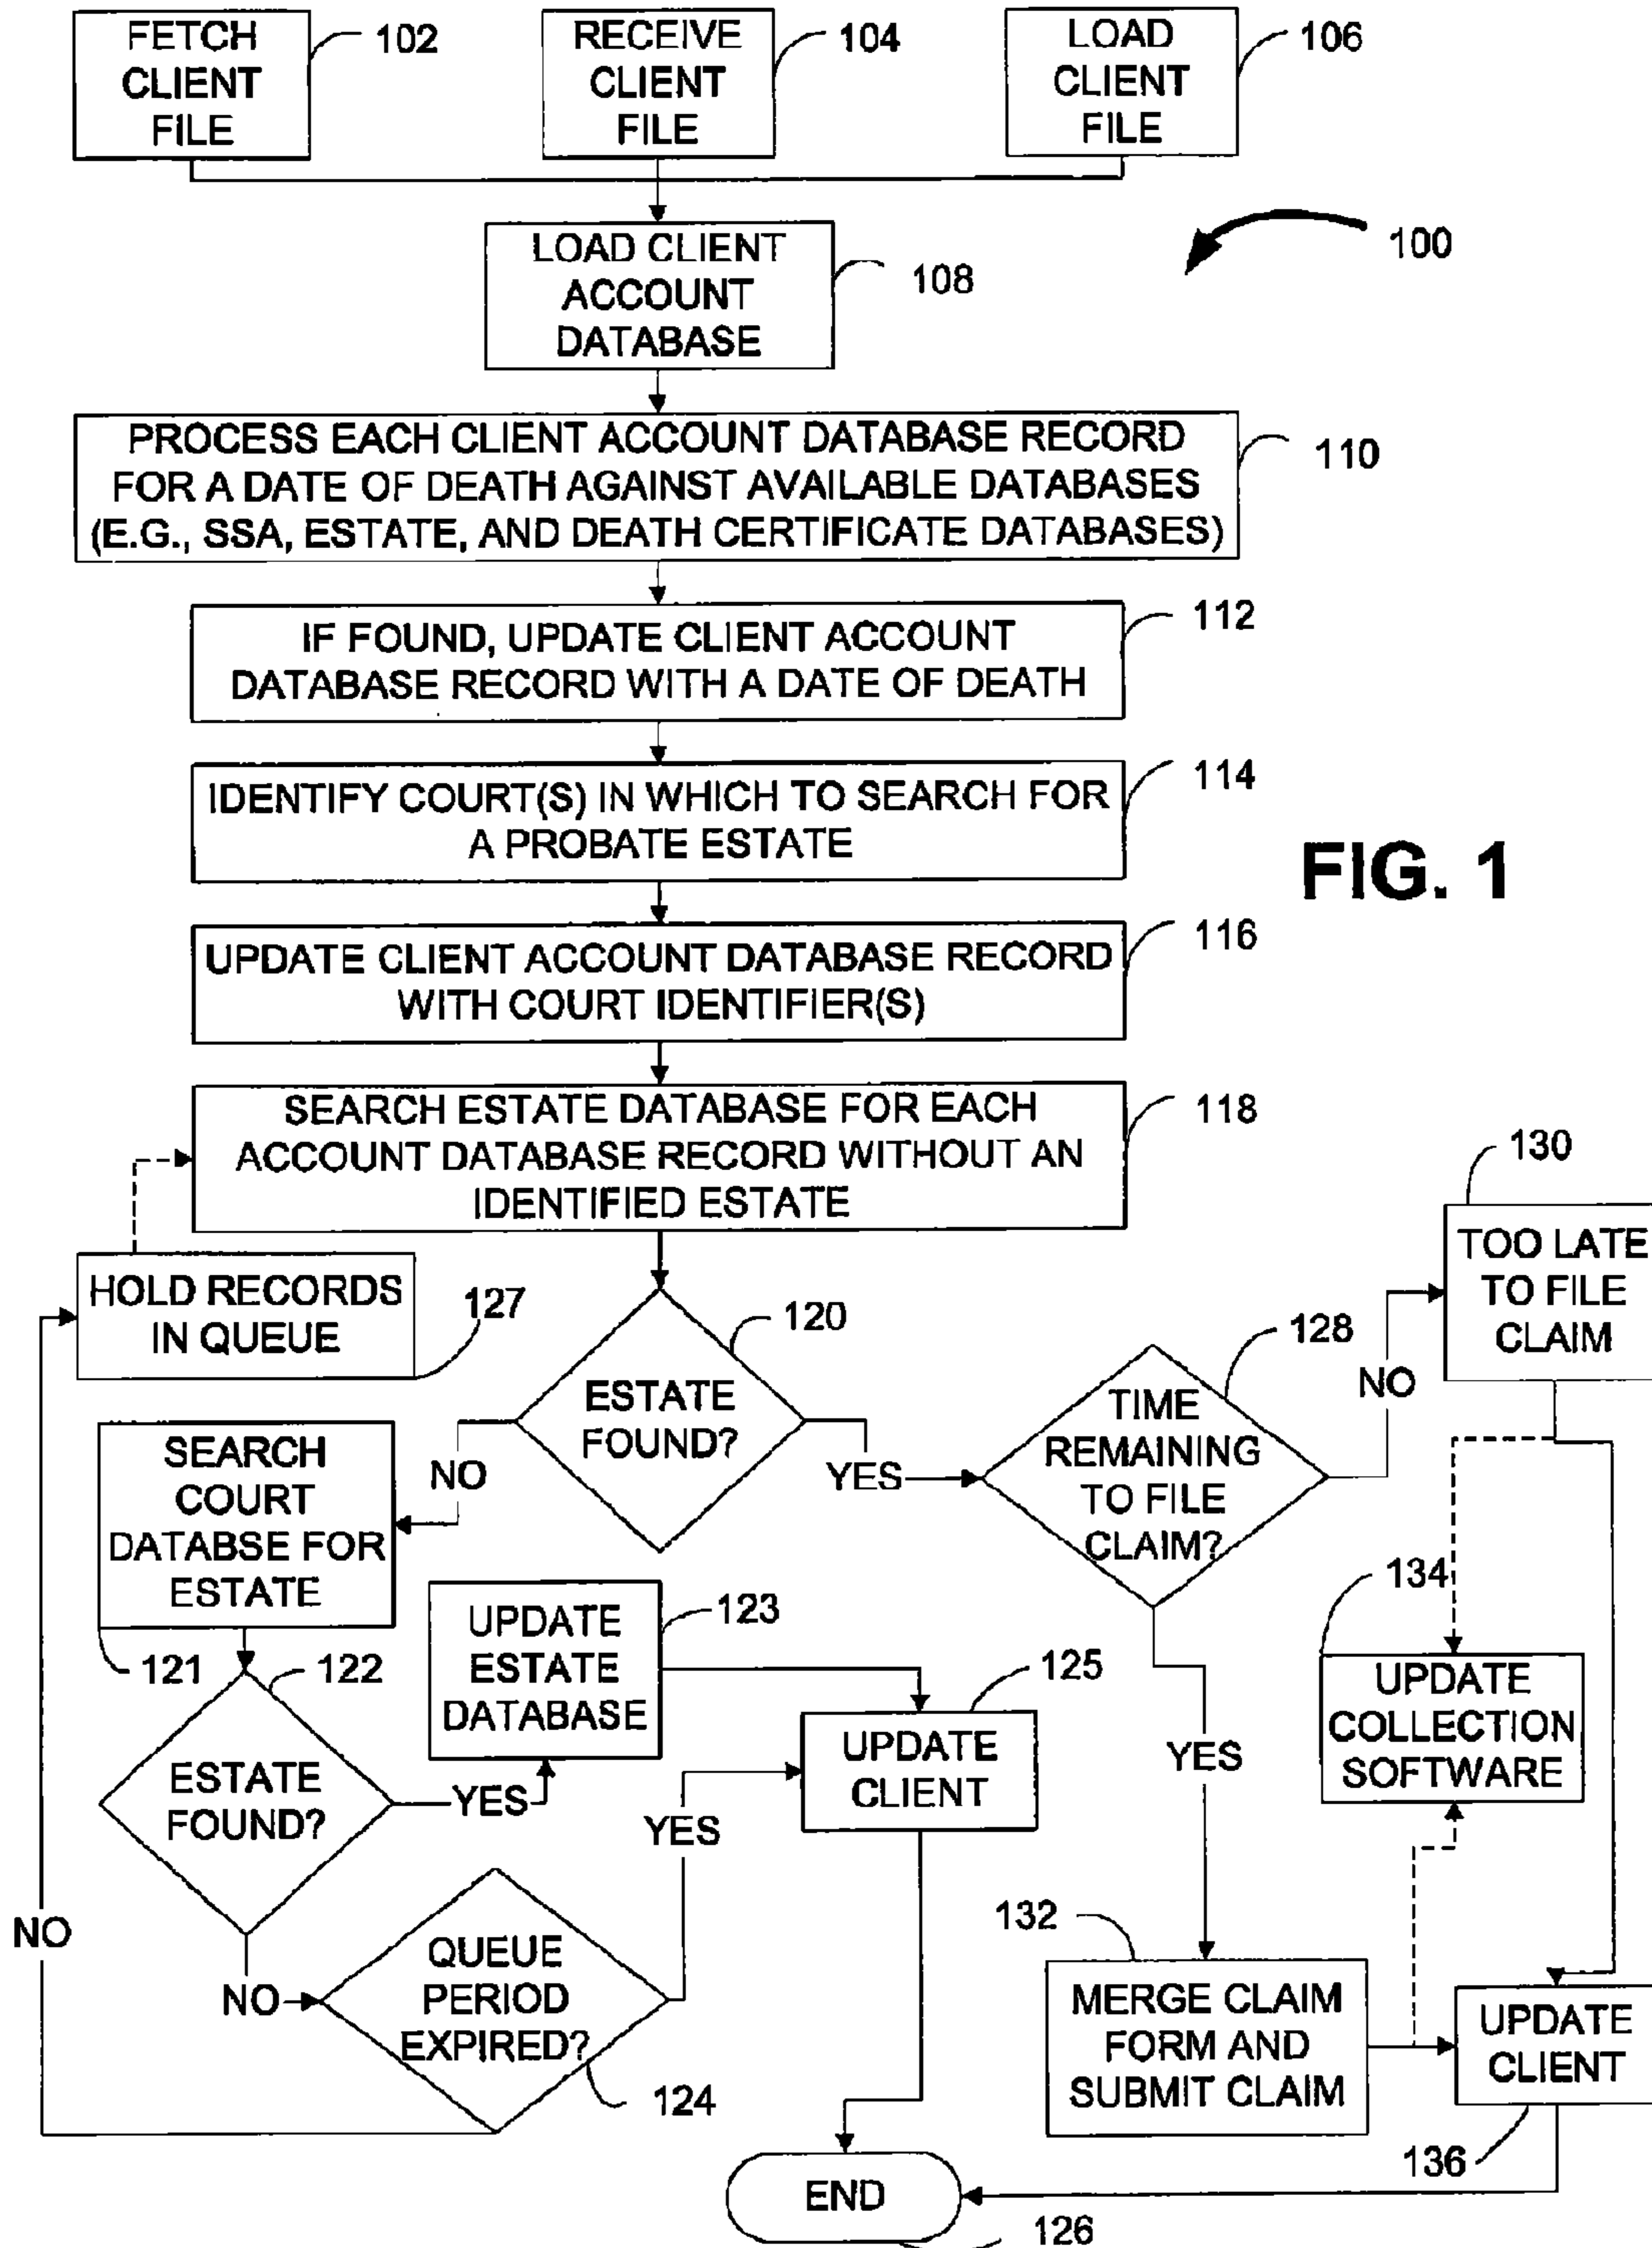 FETCH
CLIENT
FILE
102
RECEIVE
CLIENT
FILE
104
LOAD
CLIENT
FILE
106
LOAD CLIENT
ACCOUNT
DATABASE
108
100
PROCESS EACH CLIENT ACCOUNT DATABASE RECORD
FOR A DATE OF DEATH AGAINST AVAILABLE DATABASES
(E.G., SSA, ESTATE, AND DEATH CERTIFICATE DATABASES)
110
IF FOUND, UPDATE CLIENT ACCOUNT
DATABASE RECORD WITH A DATE OF DEATH
112
IDENTIFY COURT(S) IN WHICH TO SEARCH FOR
A PROBATE ESTATE
114
FIG. 1
UPDATE CLIENT ACCOUNT DATABASE RECORD
WITH COURT IDENTIFIER(S)
116
SEARCH ESTATE DATABASE FOR EACH
ACCOUNT DATABASE RECORD WITHOUT AN
IDENTIFIED ESTATE
118
HOLD RECORDS
IN QUEUE
127
ESTATE
FOUND?
120
NO
YES
TIME
REMAINING
TO FILE
CLAIM?
128
NO
YES
TOO LATE
TO FILE
CLAIM
130
SEARCH
COURT
DATABSE FOR
ESTATE
121
ESTATE
FOUND?
122
YES
NO
UPDATE
ESTATE
DATABASE
123
UPDATE
CLIENT
125
UPDATE
COLLECTION
SOFTWARE
134
QUEUE
PERIOD
EXPIRED?
124
YES
NO
MERGE CLAIM
FORM AND
SUBMIT CLAIM
132
UPDATE
CLIENT
136
END
126